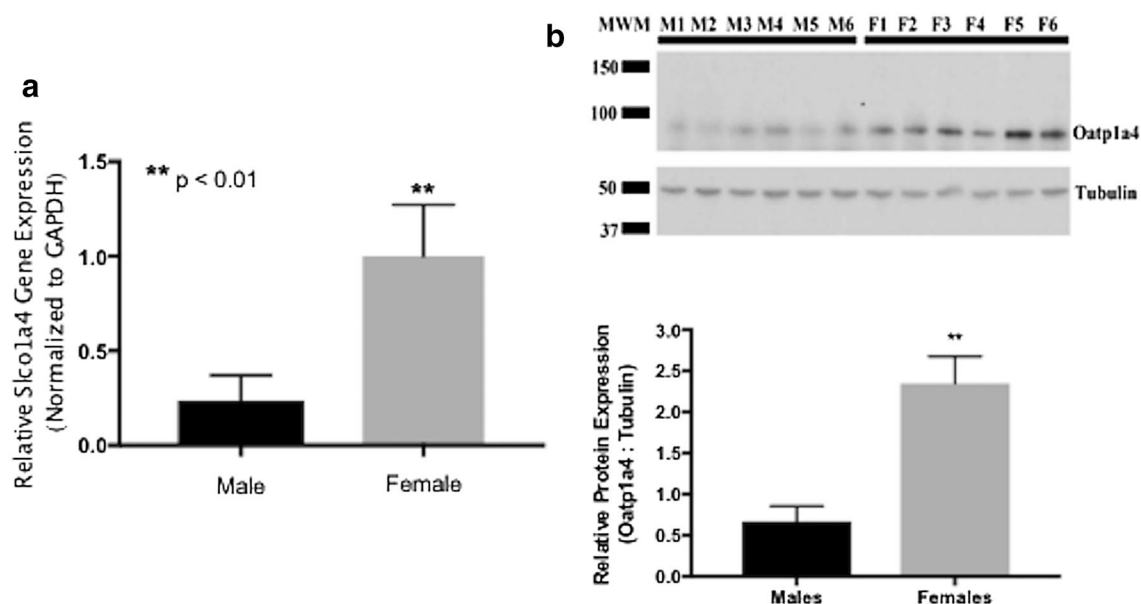 a
Relative Slco1a4 Gene Expression
(Normalized to GAPDH)
1.5
1.0
0.5
0.0
** p < 0.01
**
Male
Female
b
MWM M1 M2 M3 M4 M5 M6 F1 F2 F3 F4 F5 F6
150
100
Oatp1a4
50
Tubulin
37
Relative Protein Expression
(Oatp1a4 : Tubulin)
3.0
2.5
2.0
1.5
1.0
0.5
0.0
**
Males
Females